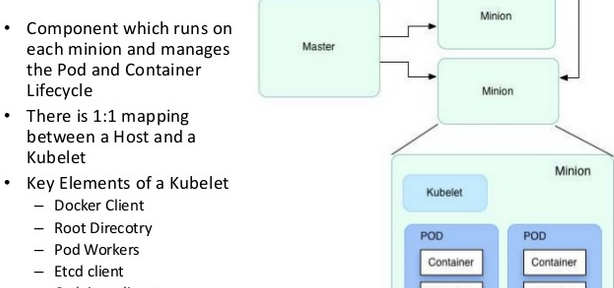 • Component which runs on
each minion and manages
the Pod and Container
Lifecycle
• There is 1:1 mapping
between a Host and a
Kubelet
• Key Elements of a Kubelet
– Docker Client
– Root Direcotry
– Pod Workers
– Etcd client
Master
Minion
Minion
Minion
Kubelet
POD
Container
POD
Container